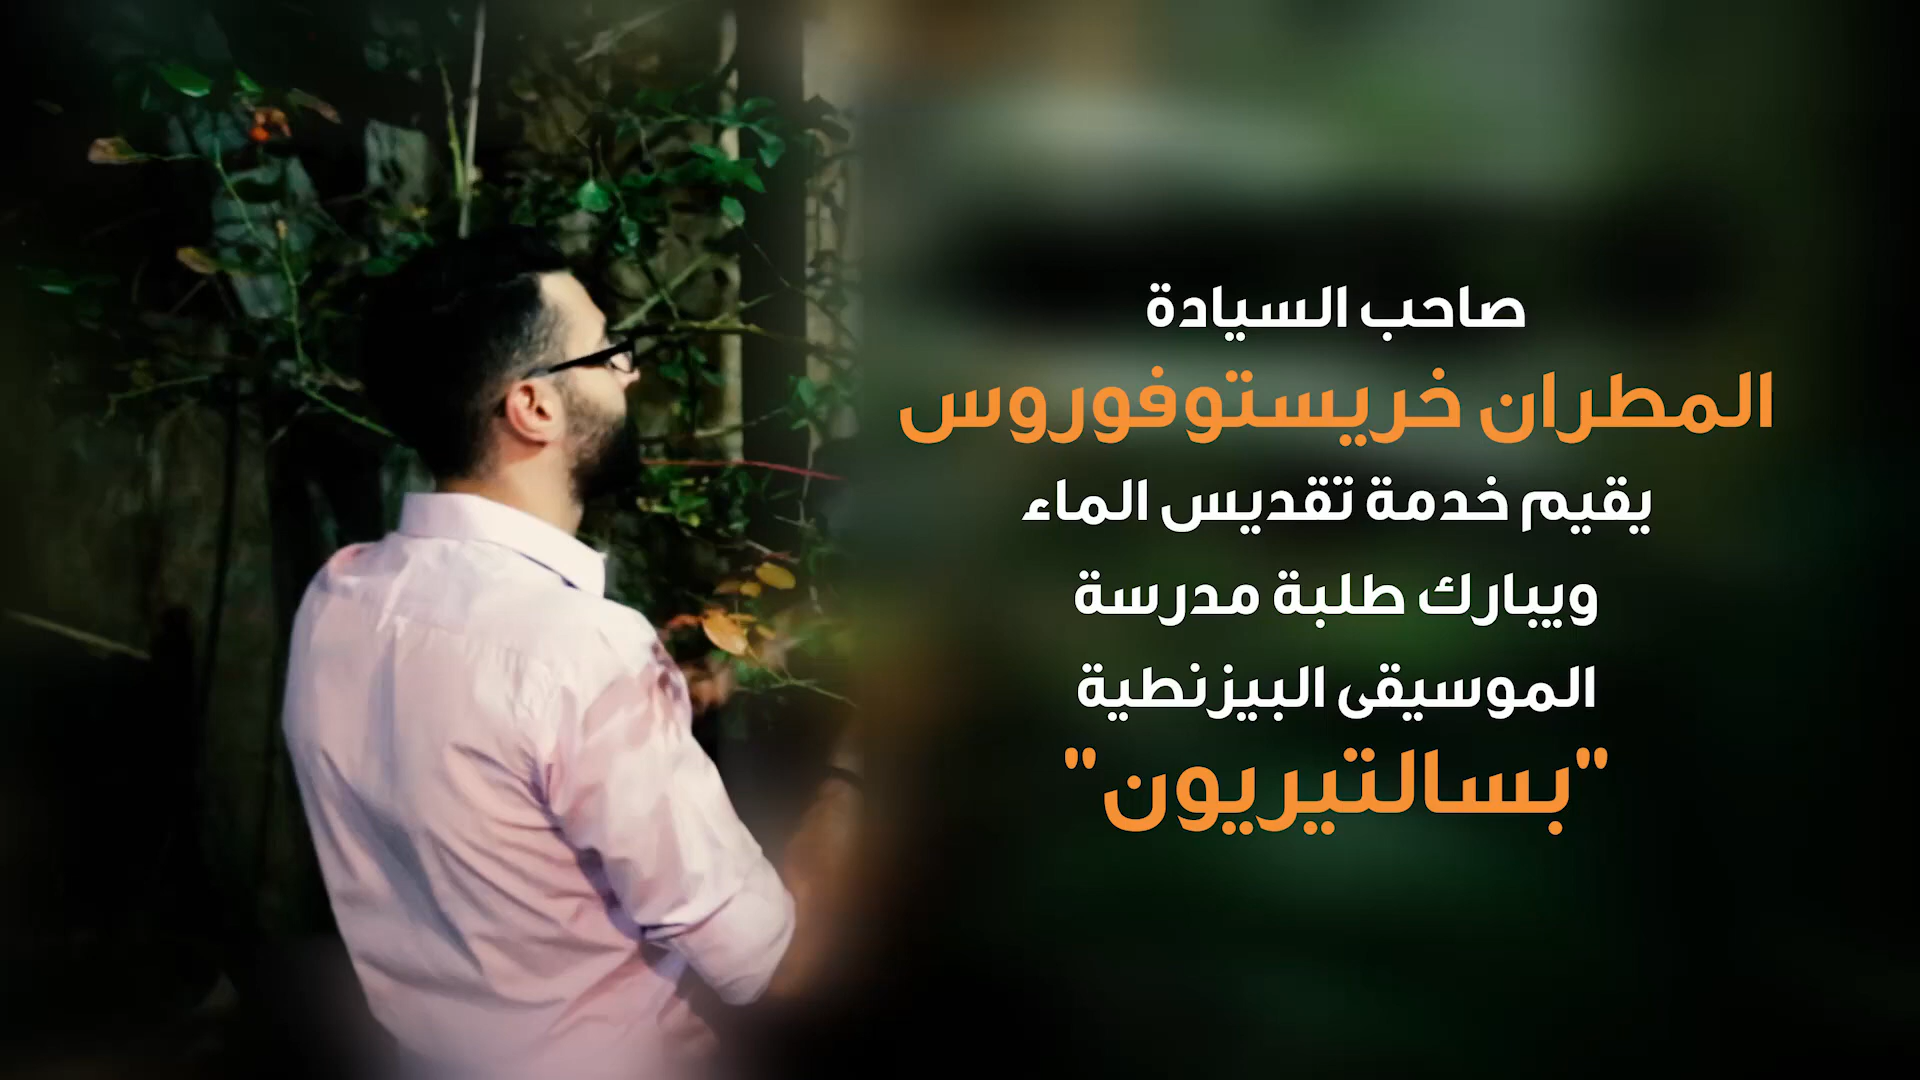 صاحب السيادة
المطران خريستوفوروس
يقيم خدمة تقديس الماء
ويبارك طلبة مدرسة
الموسيقى البيزنطية
"بسالتيريون"